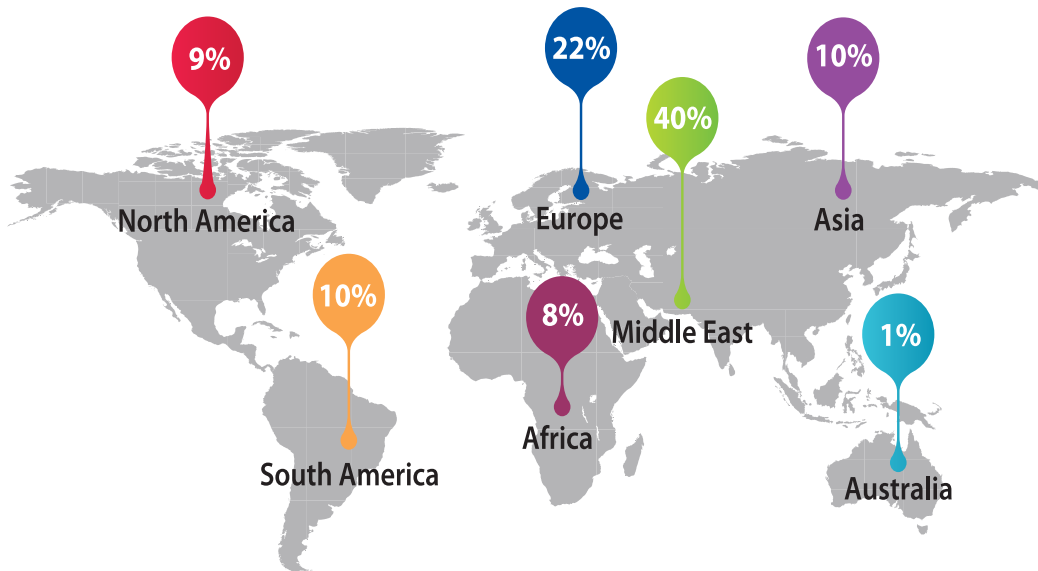 9%
North America
22%
Europe
40%
Middle East
10%
Asia
10%
South America
8%
Africa
1%
Australia